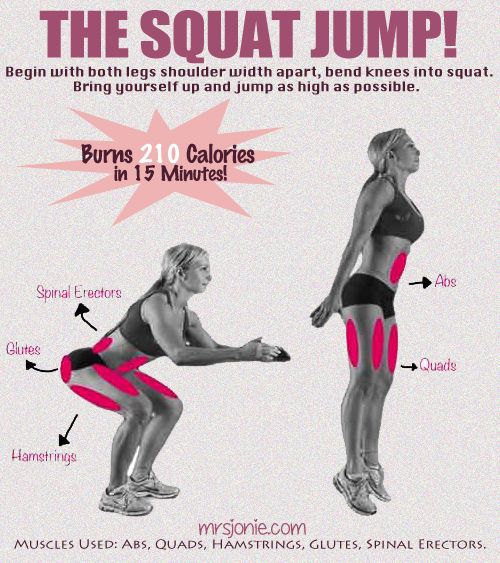 THE SQUAT JUMP!
Begin with both legs shoulder width apart, bend knees into squat.
Bring yourself up and jump as high as possible.
Burns 210 Calories
in 15 Minutes!
Abs
Spinal Erectors
Glutes
Quads
Hamstrings
mrsjonie.com
MUSCLES USED: ABS, QUADS, HAMSTRINGS, GLUTES, SPINAL ERECTORS.